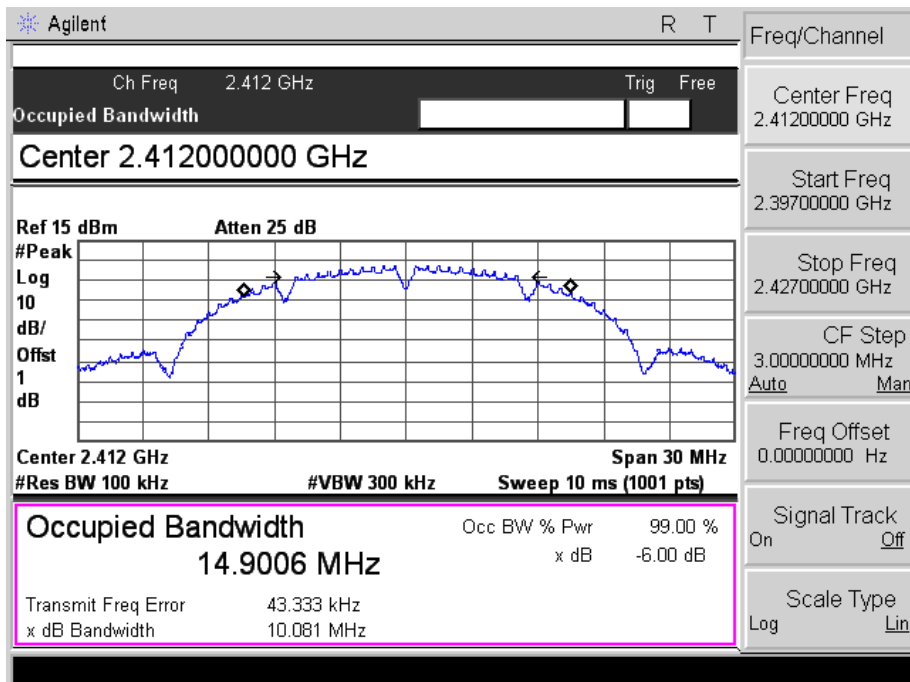 Agilent R T
Ch Freq 2.412 GHz Trig Free
Occupied Bandwidth
Center 2.412000000 GHz
Ref 15 dBm Atten 25 dB
#Peak
Log
10
dB/
Offst
1
dB
Center 2.412 GHz Span 30 MHz
#Res BW 100 kHz #VBW 300 kHz Sweep 10 ms (1001 pts)
Occupied Bandwidth
14.9006 MHz
Occ BW % Pwr 99.00 %
x dB -6.00 dB
Transmit Freq Error 43.333 kHz
x dB Bandwidth 10.081 MHz
Freq/Channel
Center Freq
2.41200000 GHz
Start Freq
2.39700000 GHz
Stop Freq
2.42700000 GHz
CF Step
3.00000000 MHz
Auto Man
Freq Offset
0.00000000 Hz
Signal Track
On Off
Scale Type
Log Lin